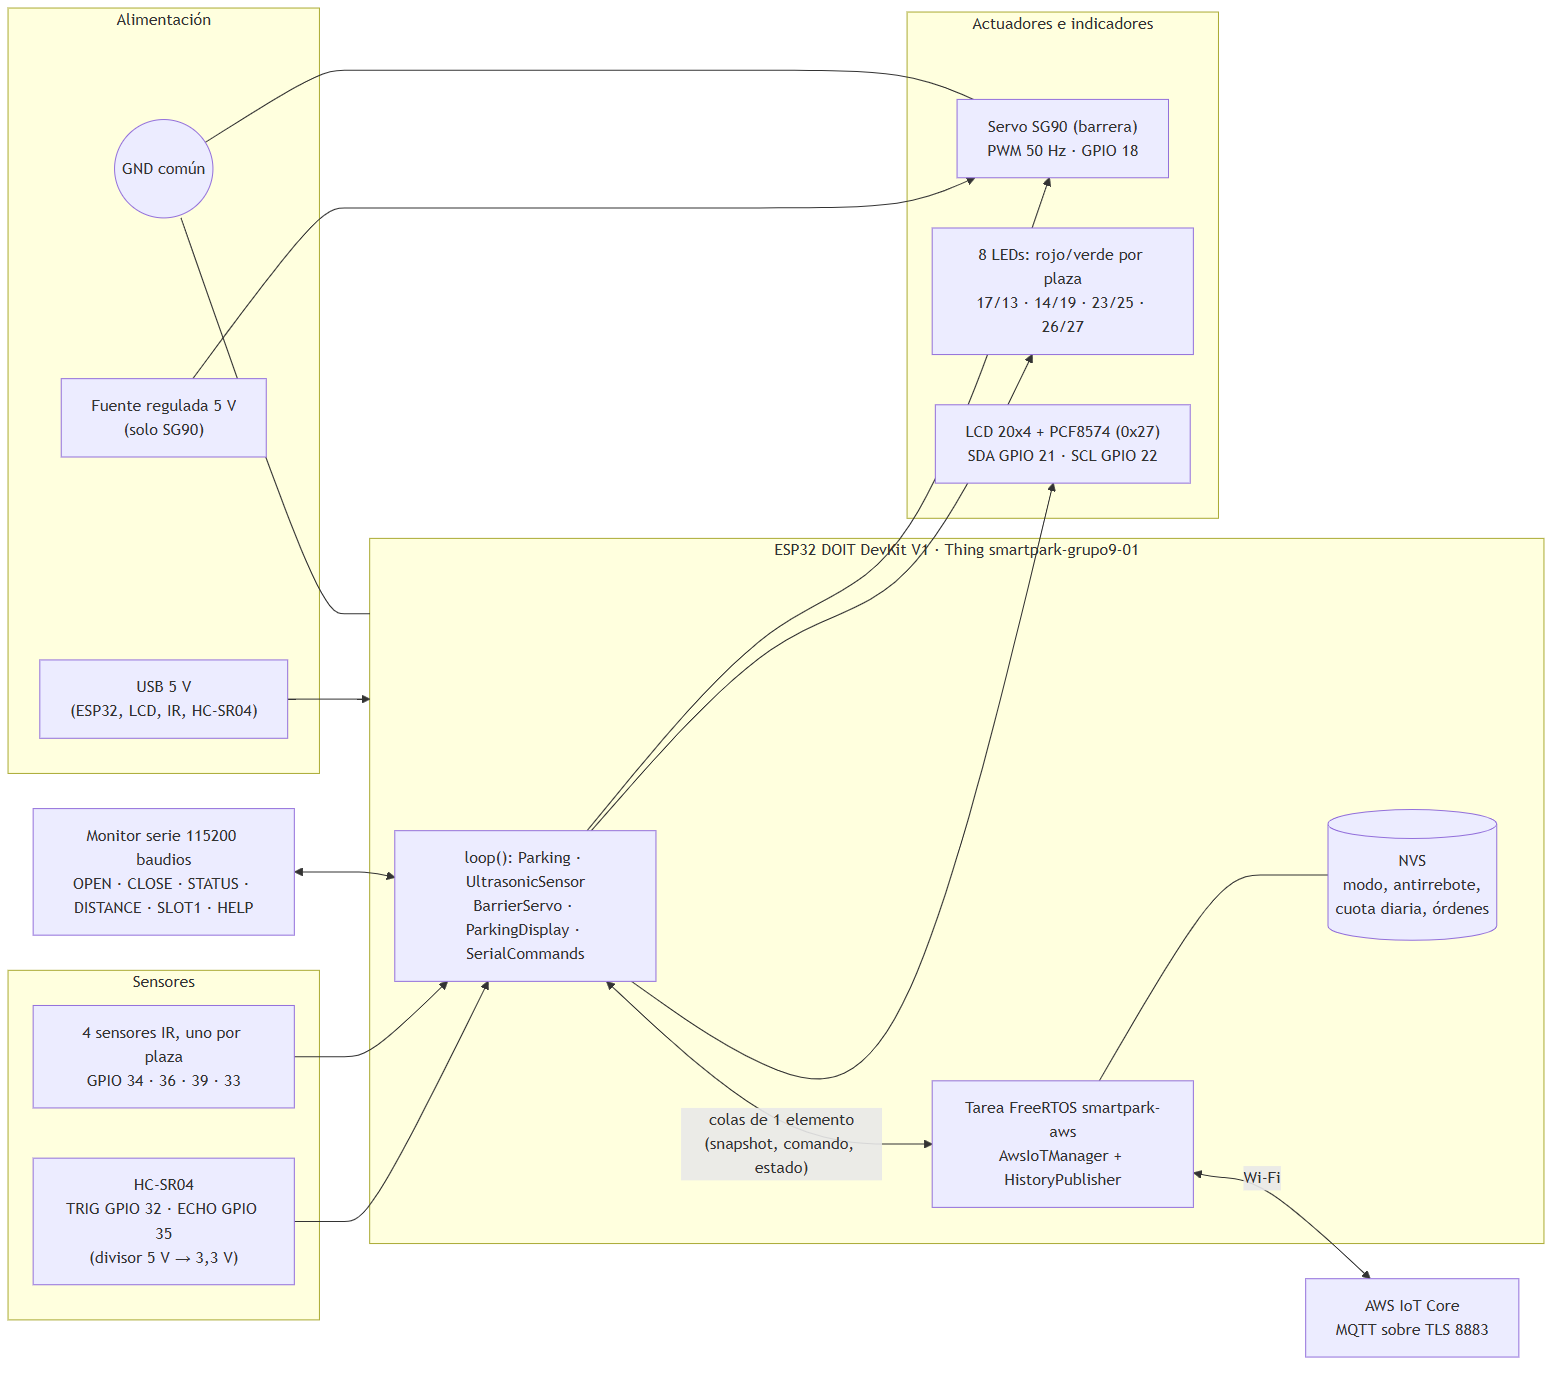 Alimentación
GND común
Fuente regulada 5 V
(solo SG90)
USB 5 V
(ESP32, LCD, IR, HC-SR04)
Actuadores e indicadores
Servo SG90 (barrera)
PWM 50 Hz · GPIO 18
8 LEDs: rojo/verde por
plaza
17/13 · 14/19 · 23/25 ·
26/27
LCD 20x4 + PCF8574 (0x27)
SDA GPIO 21 · SCL GPIO 22
ESP32 DOIT DevKit V1 · Thing smartpark-grupo9-01
Monitor serie 115200
baudios
OPEN · CLOSE · STATUS ·
DISTANCE · SLOT1 · HELP
loop(): Parking ·
UltrasonicSensor
BarrierServo ·
ParkingDisplay ·
SerialCommands
NVS
modo, antirrebote,
cuota diaria, órdenes
Sensores
4 sensores IR, uno por
plaza
GPIO 34 · 36 · 39 · 33
HC-SR04
TRIG GPIO 32 · ECHO GPIO
35
(divisor 5 V → 3,3 V)
colas de 1 elemento
(snapshot, comando,
estado)
Tarea FreeRTOS smartpark-
aws
AwsIoTManager +
HistoryPublisher
Wi-Fi
AWS IoT Core
MQTT sobre TLS 8883